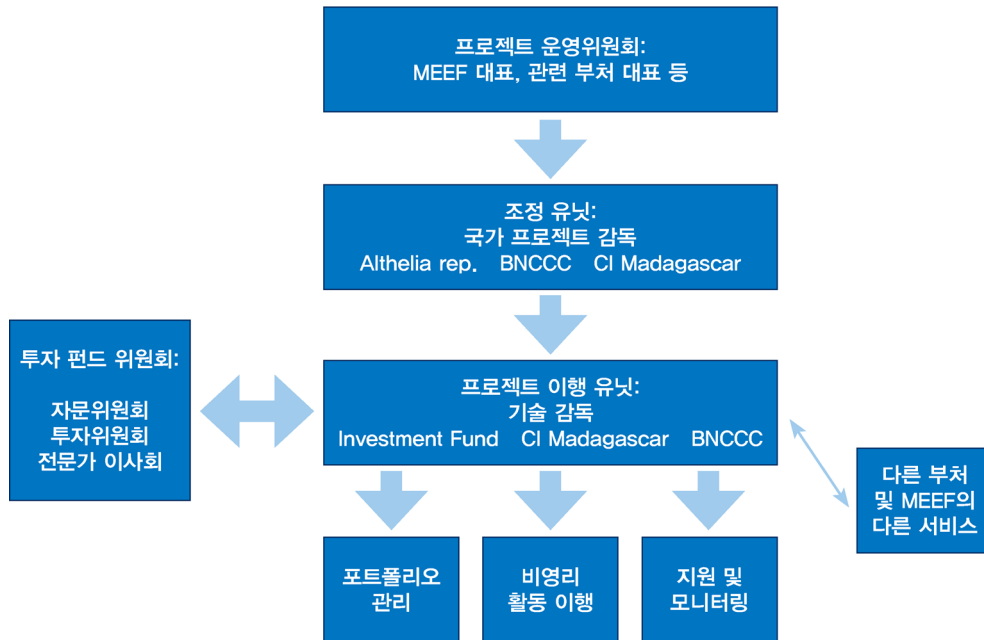 프로젝트 운영위원회:
MEEF 대표, 관련 부처 대표 등
조정 유닛:
국가 프로젝트 감독
Althelia rep. BNCCC CI Madagascar
투자 펀드 위원회:
자문위원회
투자위원회
전문가 이사회
프로젝트 이행 유닛:
기술 감독
Investment Fund CI Madagascar BNCCC
다른 부처
및 MEEF의
다른 서비스
포트폴리오
관리
비영리
활동 이행
지원 및
모니터링